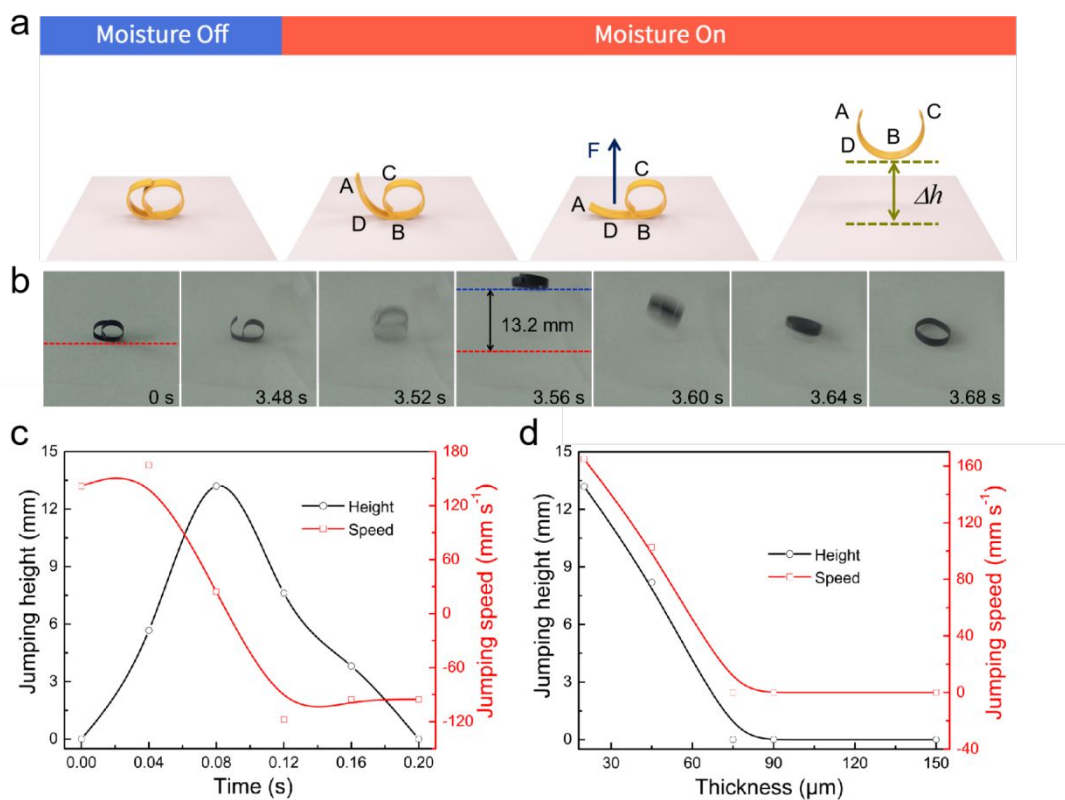 a
Moisture Off
Moisture On
A
C
D
B
F
C
A
D
B
A
C
D
B
Δh
b
13.2 mm
0 s
3.48 s
3.52 s
3.56 s
3.60 s
3.64 s
3.68 s
c
Jumping height (mm)
15
12
9
6
3
0
Height
Speed
180
120
60
0
-60
-120
Jumping speed (mm s⁻¹)
0.00
0.04
0.08
0.12
0.16
0.20
Time (s)
d
Jumping height (mm)
15
12
9
6
3
0
Height
Speed
160
120
80
40
0
-40
Jumping speed (mm s⁻¹)
30
60
90
120
150
Thickness (μm)